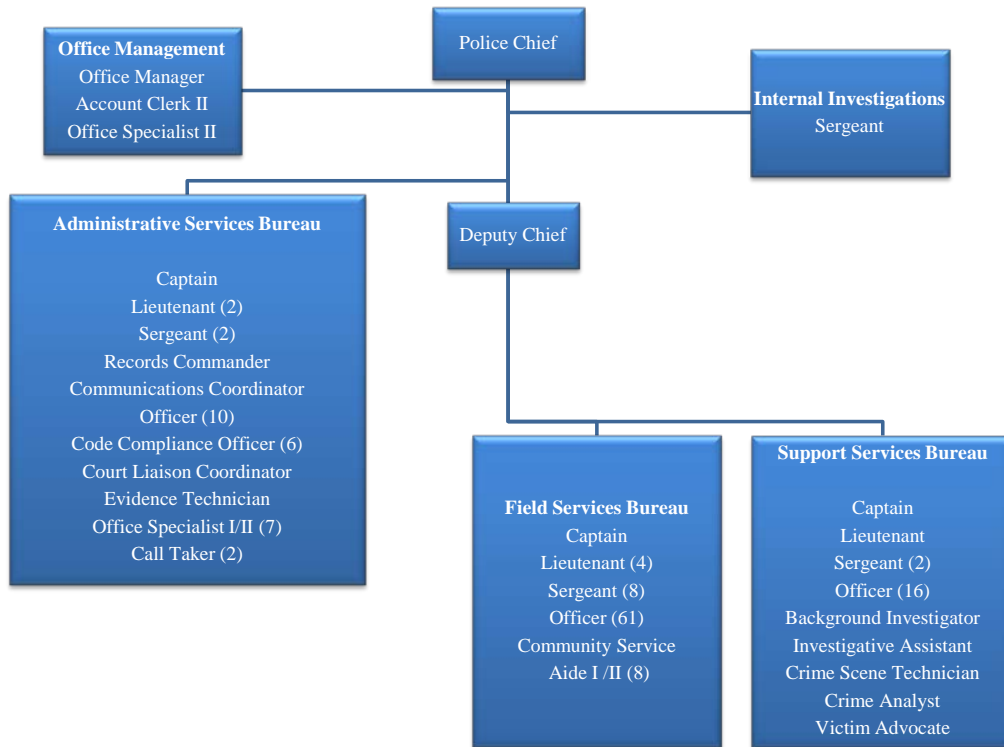 Police Chief
Office Management
Office Manager
Account Clerk II
Office Specialist II
Internal Investigations
Sergeant
Administrative Services Bureau
Captain
Lieutenant (2)
Sergeant (2)
Records Commander
Communications Coordinator
Officer (10)
Code Compliance Officer (6)
Court Liaison Coordinator
Evidence Technician
Office Specialist I/II (7)
Call Taker (2)
Deputy Chief
Field Services Bureau
Captain
Lieutenant (4)
Sergeant (8)
Officer (61)
Community Service
Aide I /II (8)
Support Services Bureau
Captain
Lieutenant
Sergeant (2)
Officer (16)
Background Investigator
Investigative Assistant
Crime Scene Technician
Crime Analyst
Victim Advocate